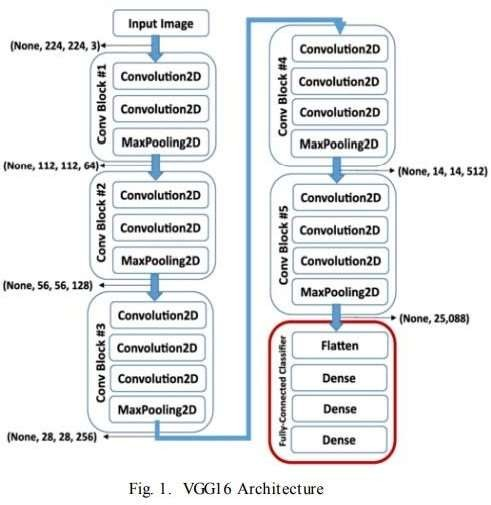 Input Image
(None, 224, 224, 3)
Conv Block #1
Convolution2D
Convolution2D
MaxPooling2D
(None, 112, 112, 64)
Conv Block #2
Convolution2D
Convolution2D
MaxPooling2D
(None, 56, 56, 128)
Conv Block #3
Convolution2D
Convolution2D
Convolution2D
MaxPooling2D
(None, 28, 28, 256)
Conv Block #4
Convolution2D
Convolution2D
Convolution2D
MaxPooling2D
(None, 14, 14, 512)
Conv Block #5
Convolution2D
Convolution2D
Convolution2D
MaxPooling2D
(None, 25,088)
Fully-Connected Classifier
Flatten
Dense
Dense
Dense
Fig. 1. VGG16 Architecture